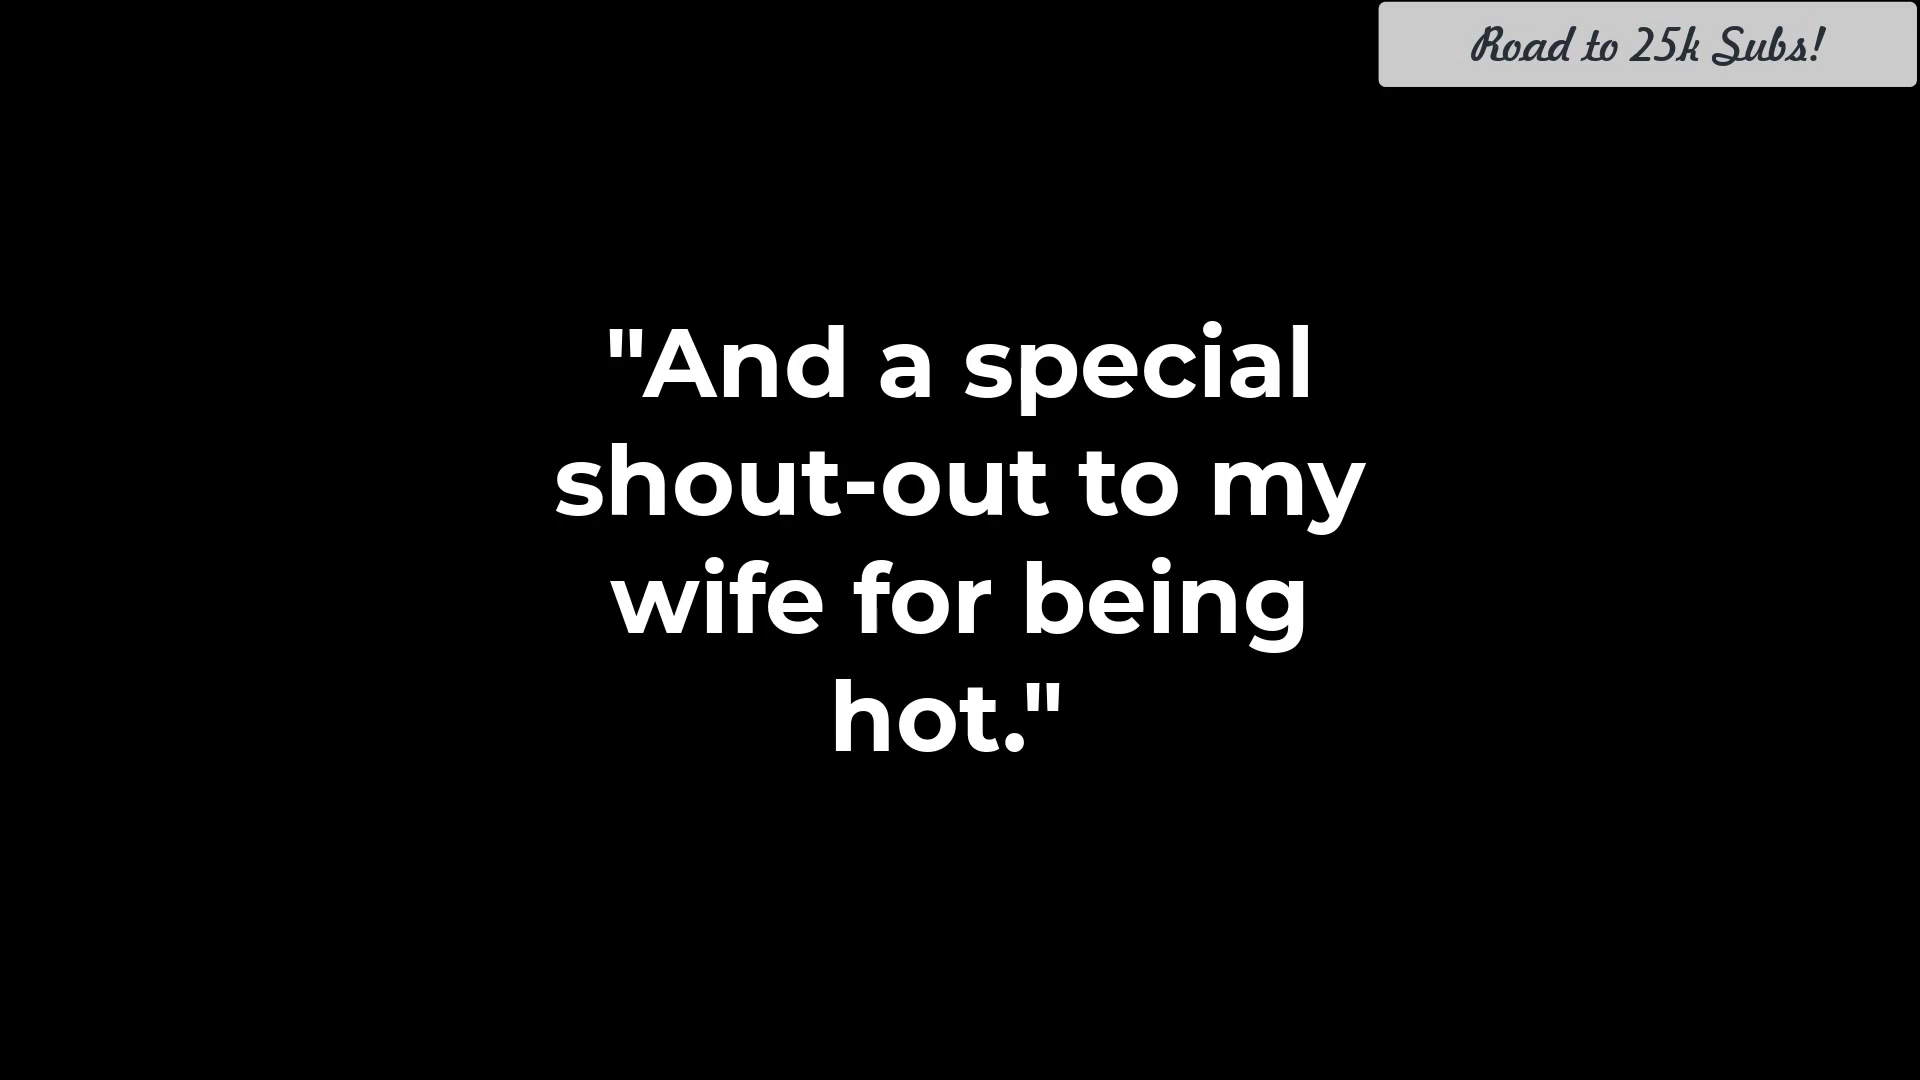 Road to 25k Subs!
"And a special
shout-out to my
wife for being
hot."